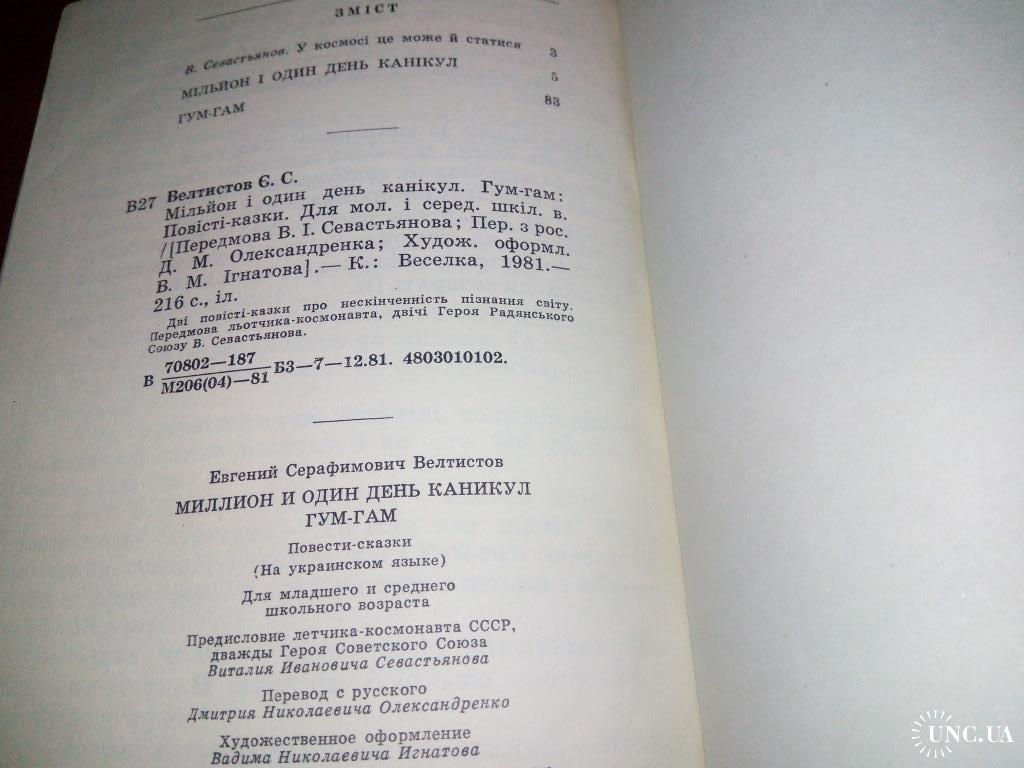 ЗМІСТ
В. Севастьянов. У космосі це може й статися 3
МІЛЬЙОН І ОДИН ДЕНЬ КАНІКУЛ 5
ГУМ-ГАМ 83
Велтистов Є. С.
В27 Мільйон і один день канікул. Гум-гам:
Повісті-казки. Для мол. і серед. шкіл. в.
/[Передмова В. І. Севастьянова; Пер. з рос.
Д. М. Олександренка; Худож. оформл.
В. М. Ігнатова].— К.: Веселка, 1981.—
216 с., іл.
Дві повісті-казки про нескінченність пізнання світу.
Передмова льотчика-космонавта, двічі Героя Радянського
Союзу В. Севастьянова.
В 70802—187
М206(04)—81 БЗ—7—12.81. 4803010102.
Евгений Серафимович Велтистов
МИЛЛИОН И ОДИН ДЕНЬ КАНИКУЛ
ГУМ-ГАМ
Повести-сказки
(На украинском языке)
Для младшего и среднего
школьного возраста
Предисловие летчика-космонавта СССР,
дважды Героя Советского Союза
Виталия Ивановича Севастьянова
Перевод с русского
Дмитрия Николаевича Олександренко
Художественное оформление
Вадима Николаевича Игнатова
UNC.UA